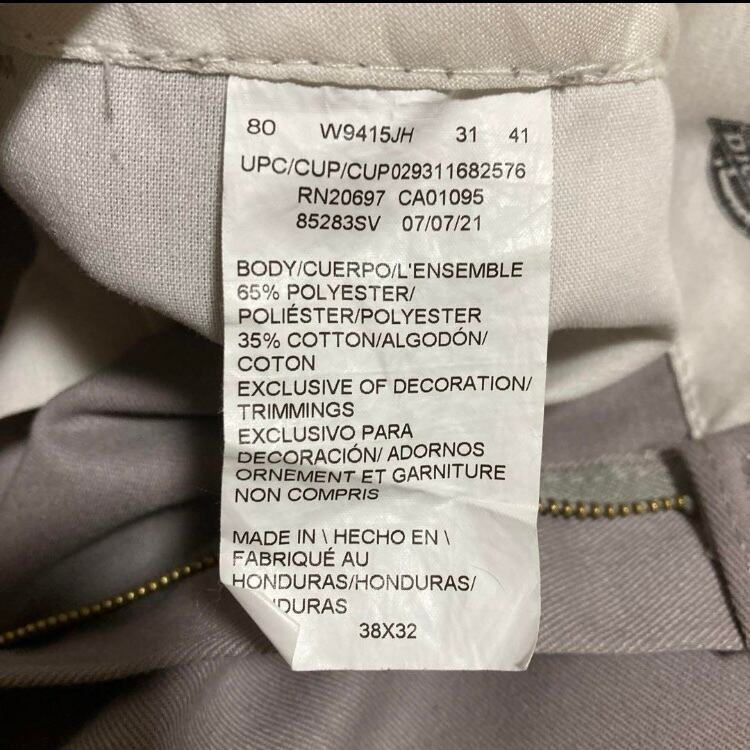 80 W9415JH 31 41
UPC/CUP/CUP029311682576
RN20697 CA01095
85283SV 07/07/21
BODY/CUERPO/L'ENSEMBLE
65% POLYESTER/
POLIÉSTER/POLYESTER
35% COTTON/ALGODÓN/
COTON
EXCLUSIVE OF DECORATION/
TRIMMINGS
EXCLUSIVO PARA
DECORACIÓN/ ADORNOS
ORNEMENT ET GARNITURE
NON COMPRIS
MADE IN \ HECHO EN \
FABRIQUÉ AU
HONDURAS/HONDURAS/
DURAS
38X32